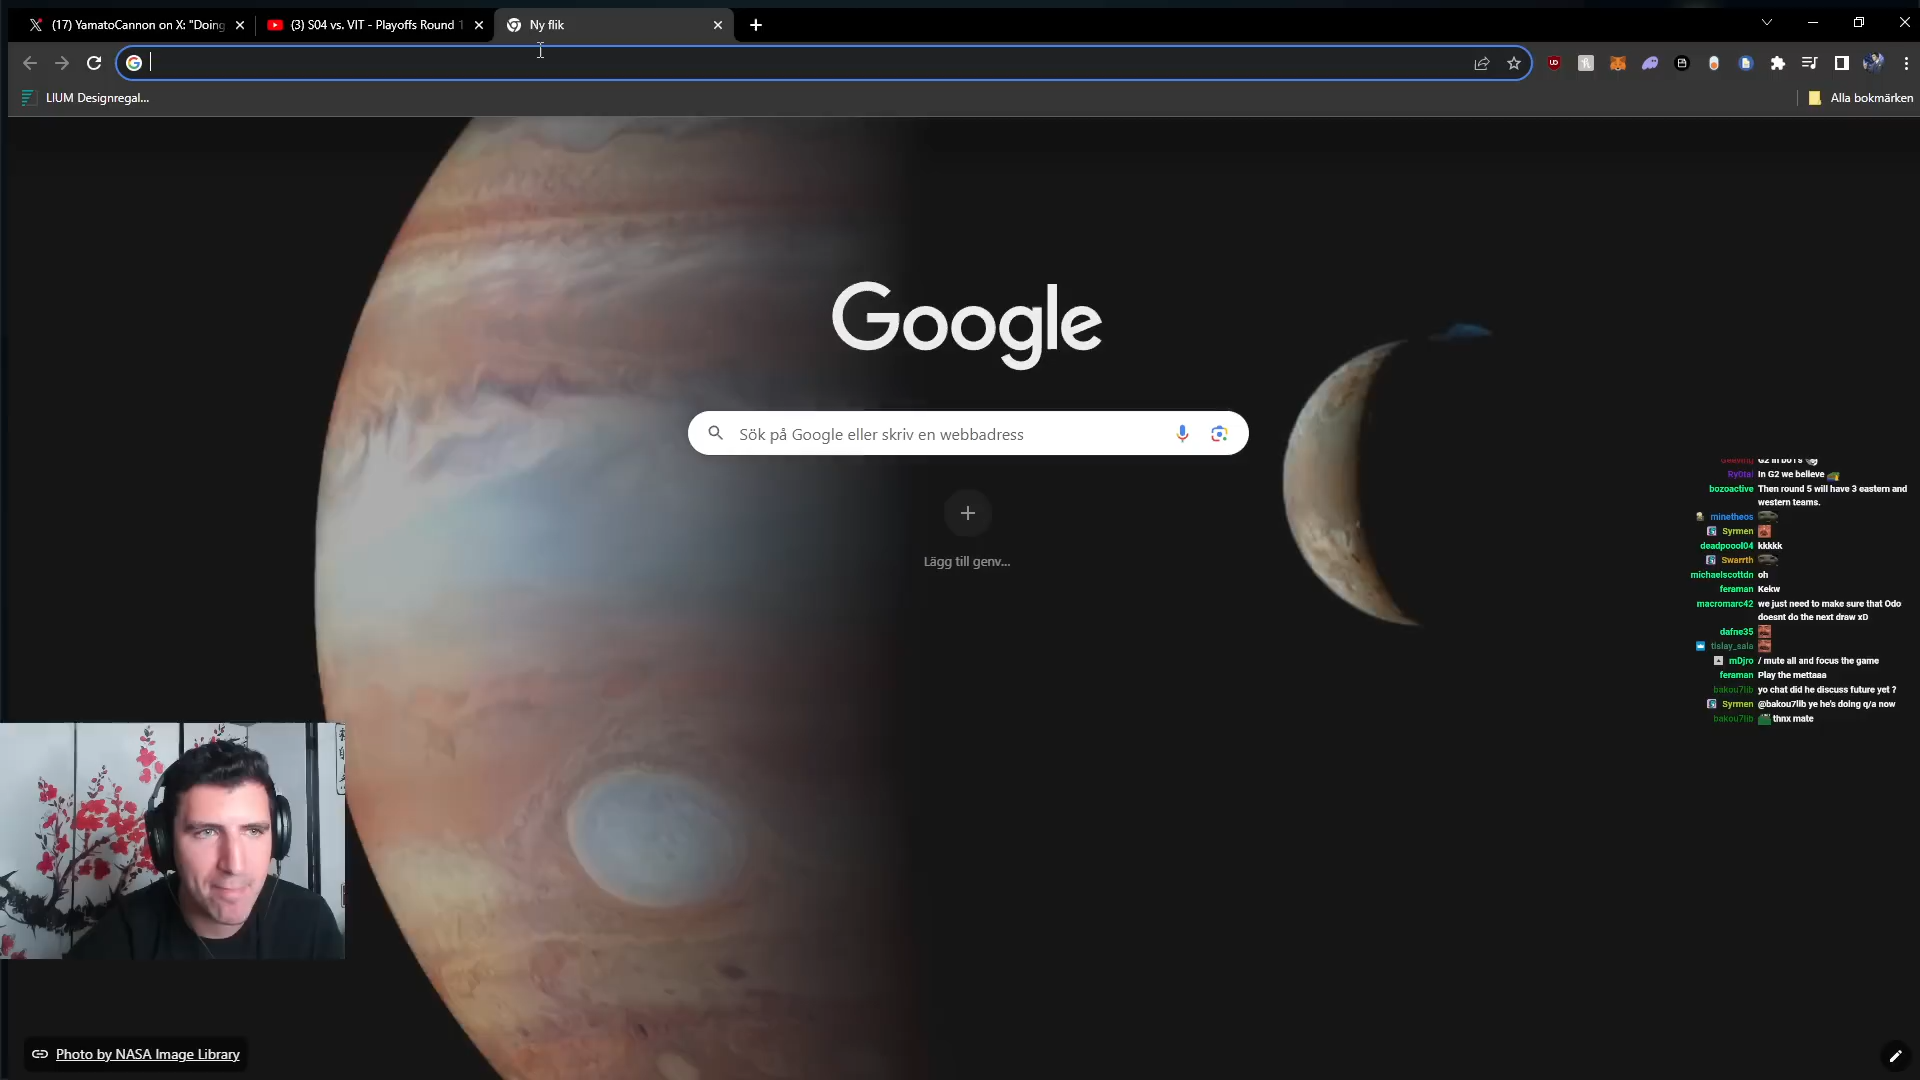 (17) YamatoCannon on X: "Doing
(3) S04 vs. VIT - Playoffs Round 1
Ny flik
LIUM Designregal...
Alla bokmärken
Google
Sök på Google eller skriv en webbadress
Lägg till genv...
G2 in bo1's
Ry0tai In G2 we believe
bozoactive Then round 5 will have 3 eastern and
western teams.
minetheos
Syrmen
deadpoool04 kkkkk
Swarrth
michaelscottdn oh
feraman Kekw
macromarc42 we just need to make sure that Odo
doesnt do the next draw xD
dafne35
tislay_sala
mDjro / mute all and focus the game
feraman Play the mettaaa
bakou7lib yo chat did he discuss future yet ?
Syrmen @bakou7lib ye he's doing q/a now
bakou7lib thnx mate
Photo by NASA Image Library